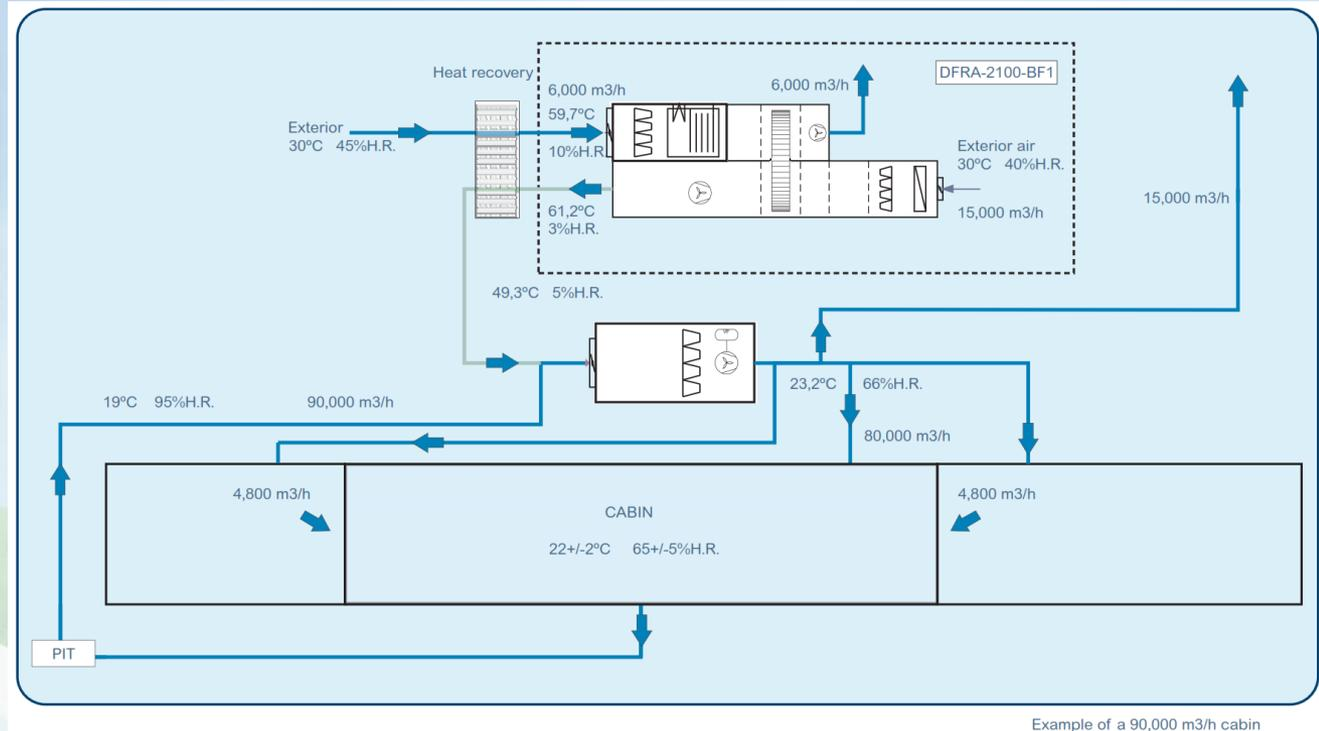 Heat recovery
6,000 m3/h
59,7ºC
10%H.R.
6,000 m3/h
DFRA-2100-BF1
Exterior
30ºC 45%H.R.
Exterior air
30ºC 40%H.R.
15,000 m3/h
15,000 m3/h
61,2ºC
3%H.R.
49,3ºC 5%H.R.
23,2ºC 66%H.R.
19ºC 95%H.R. 90,000 m3/h
80,000 m3/h
4,800 m3/h
4,800 m3/h
CABIN
22+/-2ºC 65+/-5%H.R.
PIT
Example of a 90,000 m3/h cabin